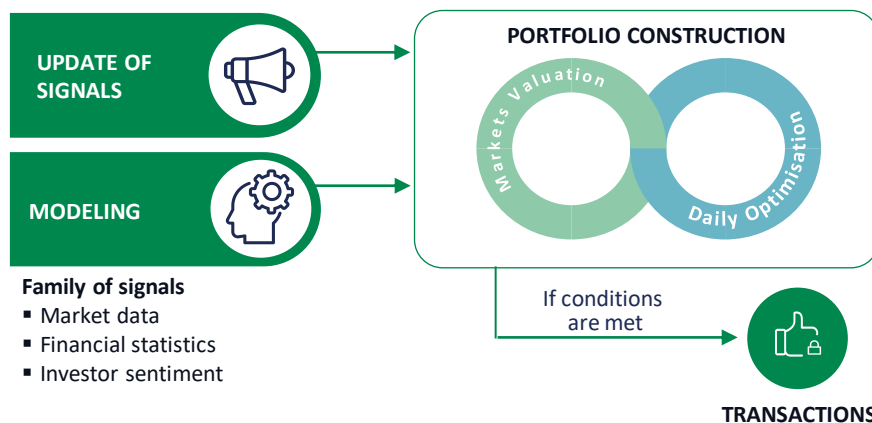 UPDATE OF
SIGNALS
MODELING
Family of signals
▪ Market data
▪ Financial statistics
▪ Investor sentiment
PORTFOLIO CONSTRUCTION
Markets Valuation
Daily Optimisation
If conditions
are met
TRANSACTIONS